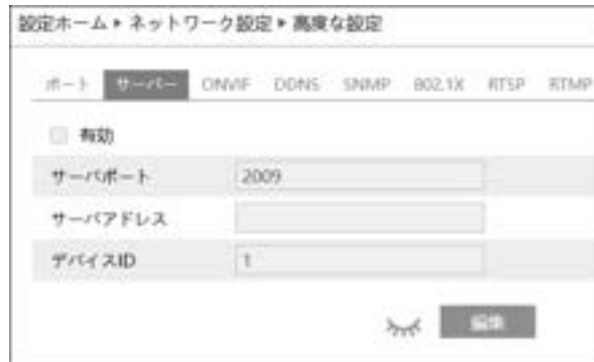 設定ホーム ▸ ネットワーク設定 ▸ 高度な設定
ポート サーバー ONVIF DDNS SNMP 802.1X RTSP RTMP
有効
サーバポート 2009
サーバアドレス
デバイスID 1
編集